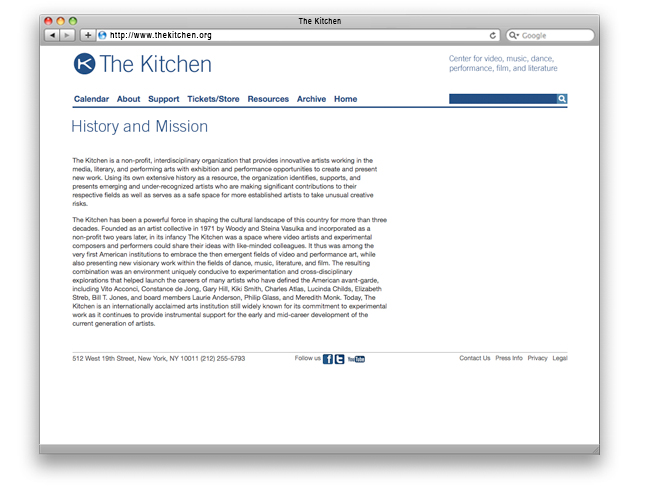 The Kitchen
http://www.thekitchen.org
Google
The Kitchen
Center for video, music, dance,
performance, film, and literature
Calendar About Support Tickets/Store Resources Archive Home
History and Mission
The Kitchen is a non-profit, interdisciplinary organization that provides innovative artists working in the
media, literary, and performing arts with exhibition and performance opportunities to create and present
new work. Using its own extensive history as a resource, the organization identifies, supports, and
presents emerging and under-recognized artists who are making significant contributions to their
respective fields as well as serves as a safe space for more established artists to take unusual creative
risks.
The Kitchen has been a powerful force in shaping the cultural landscape of this country for more than three
decades. Founded as an artist collective in 1971 by Woody and Steina Vasulka and incorporated as a
non-profit two years later, in its infancy The Kitchen was a space where video artists and experimental
composers and performers could share their ideas with like-minded colleagues. It thus was among the
very first American institutions to embrace the then emergent fields of video and performance art, while
also presenting new visionary work within the fields of dance, music, literature, and film. The resulting
combination was an environment uniquely conducive to experimentation and cross-disciplinary
explorations that helped launch the careers of many artists who have defined the American avant-garde,
including Vito Acconci, Constance de Jong, Gary Hill, Kiki Smith, Charles Atlas, Lucinda Childs, Elizabeth
Streb, Bill T. Jones, and board members Laurie Anderson, Philip Glass, and Meredith Monk. Today, The
Kitchen is an internationally acclaimed arts institution still widely known for its commitment to experimental
work as it continues to provide instrumental support for the early and mid-career development of the
current generation of artists.
512 West 19th Street, New York, NY 10011 (212) 255-5793 Follow us f t YouTube Contact Us Press Info Privacy Legal